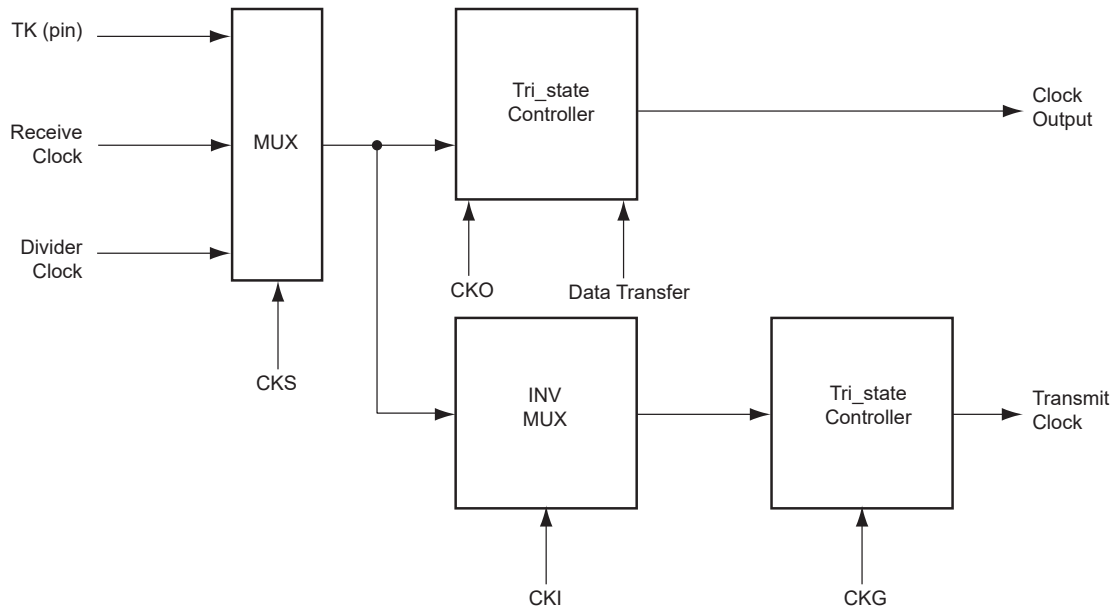 TK (pin)
Receive
Clock
Divider
Clock
MUX
CKS
Tri_state
Controller
CKO
Data Transfer
Clock
Output
INV
MUX
CKI
Tri_state
Controller
CKG
Transmit
Clock